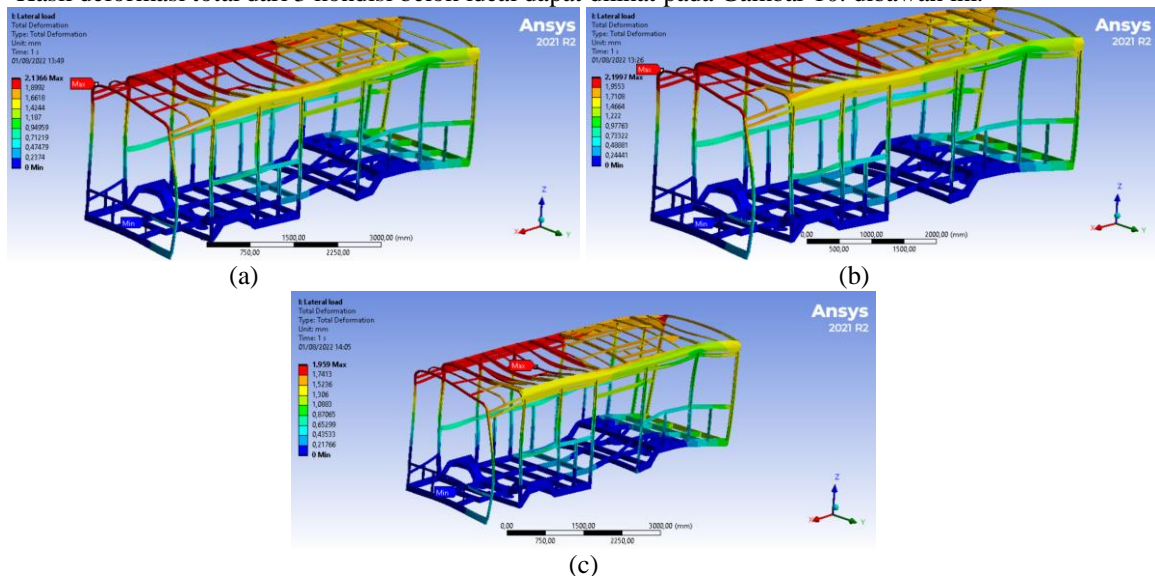 Hasil deformasi total dari 3 kondisi belok ideal dapat dilihat pada Gambar 10. dibawah ini.
I: Lateral load
Total Deformation
Type: Total Deformation
Unit: mm
Time: 1 s
01/08/2022 13:49
2,1366 Max
1,8992
1,6618
1,4244
1,187
0,94959
0,71219
0,47479
0,2374
0 Min
Max
Min
Ansys
2021 R2
Z
X
Y
1500,00
3000,00 (mm)
750,00
2250,00
(a)
I: Lateral load
Total Deformation
Type: Total Deformation
Unit: mm
Time: 1 s
01/08/2022 13:26
2,1997 Max
1,9553
1,7108
1,4664
1,222
0,97763
0,73322
0,48881
0,24441
0 Min
Max
Min
Ansys
2021 R2
Z
X
Y
0,00
1000,00
2000,00 (mm)
500,00
1500,00
(b)
I: Lateral load
Total Deformation
Type: Total Deformation
Unit: mm
Time: 1 s
01/08/2022 14:05
1,959 Max
1,7413
1,5236
1,306
1,0883
0,87065
0,65299
0,43533
0,21766
0 Min
Max
Min
Ansys
2021 R2
Z
X
Y
0,00
1500,00
3000,00 (mm)
750,00
2250,00
(c)